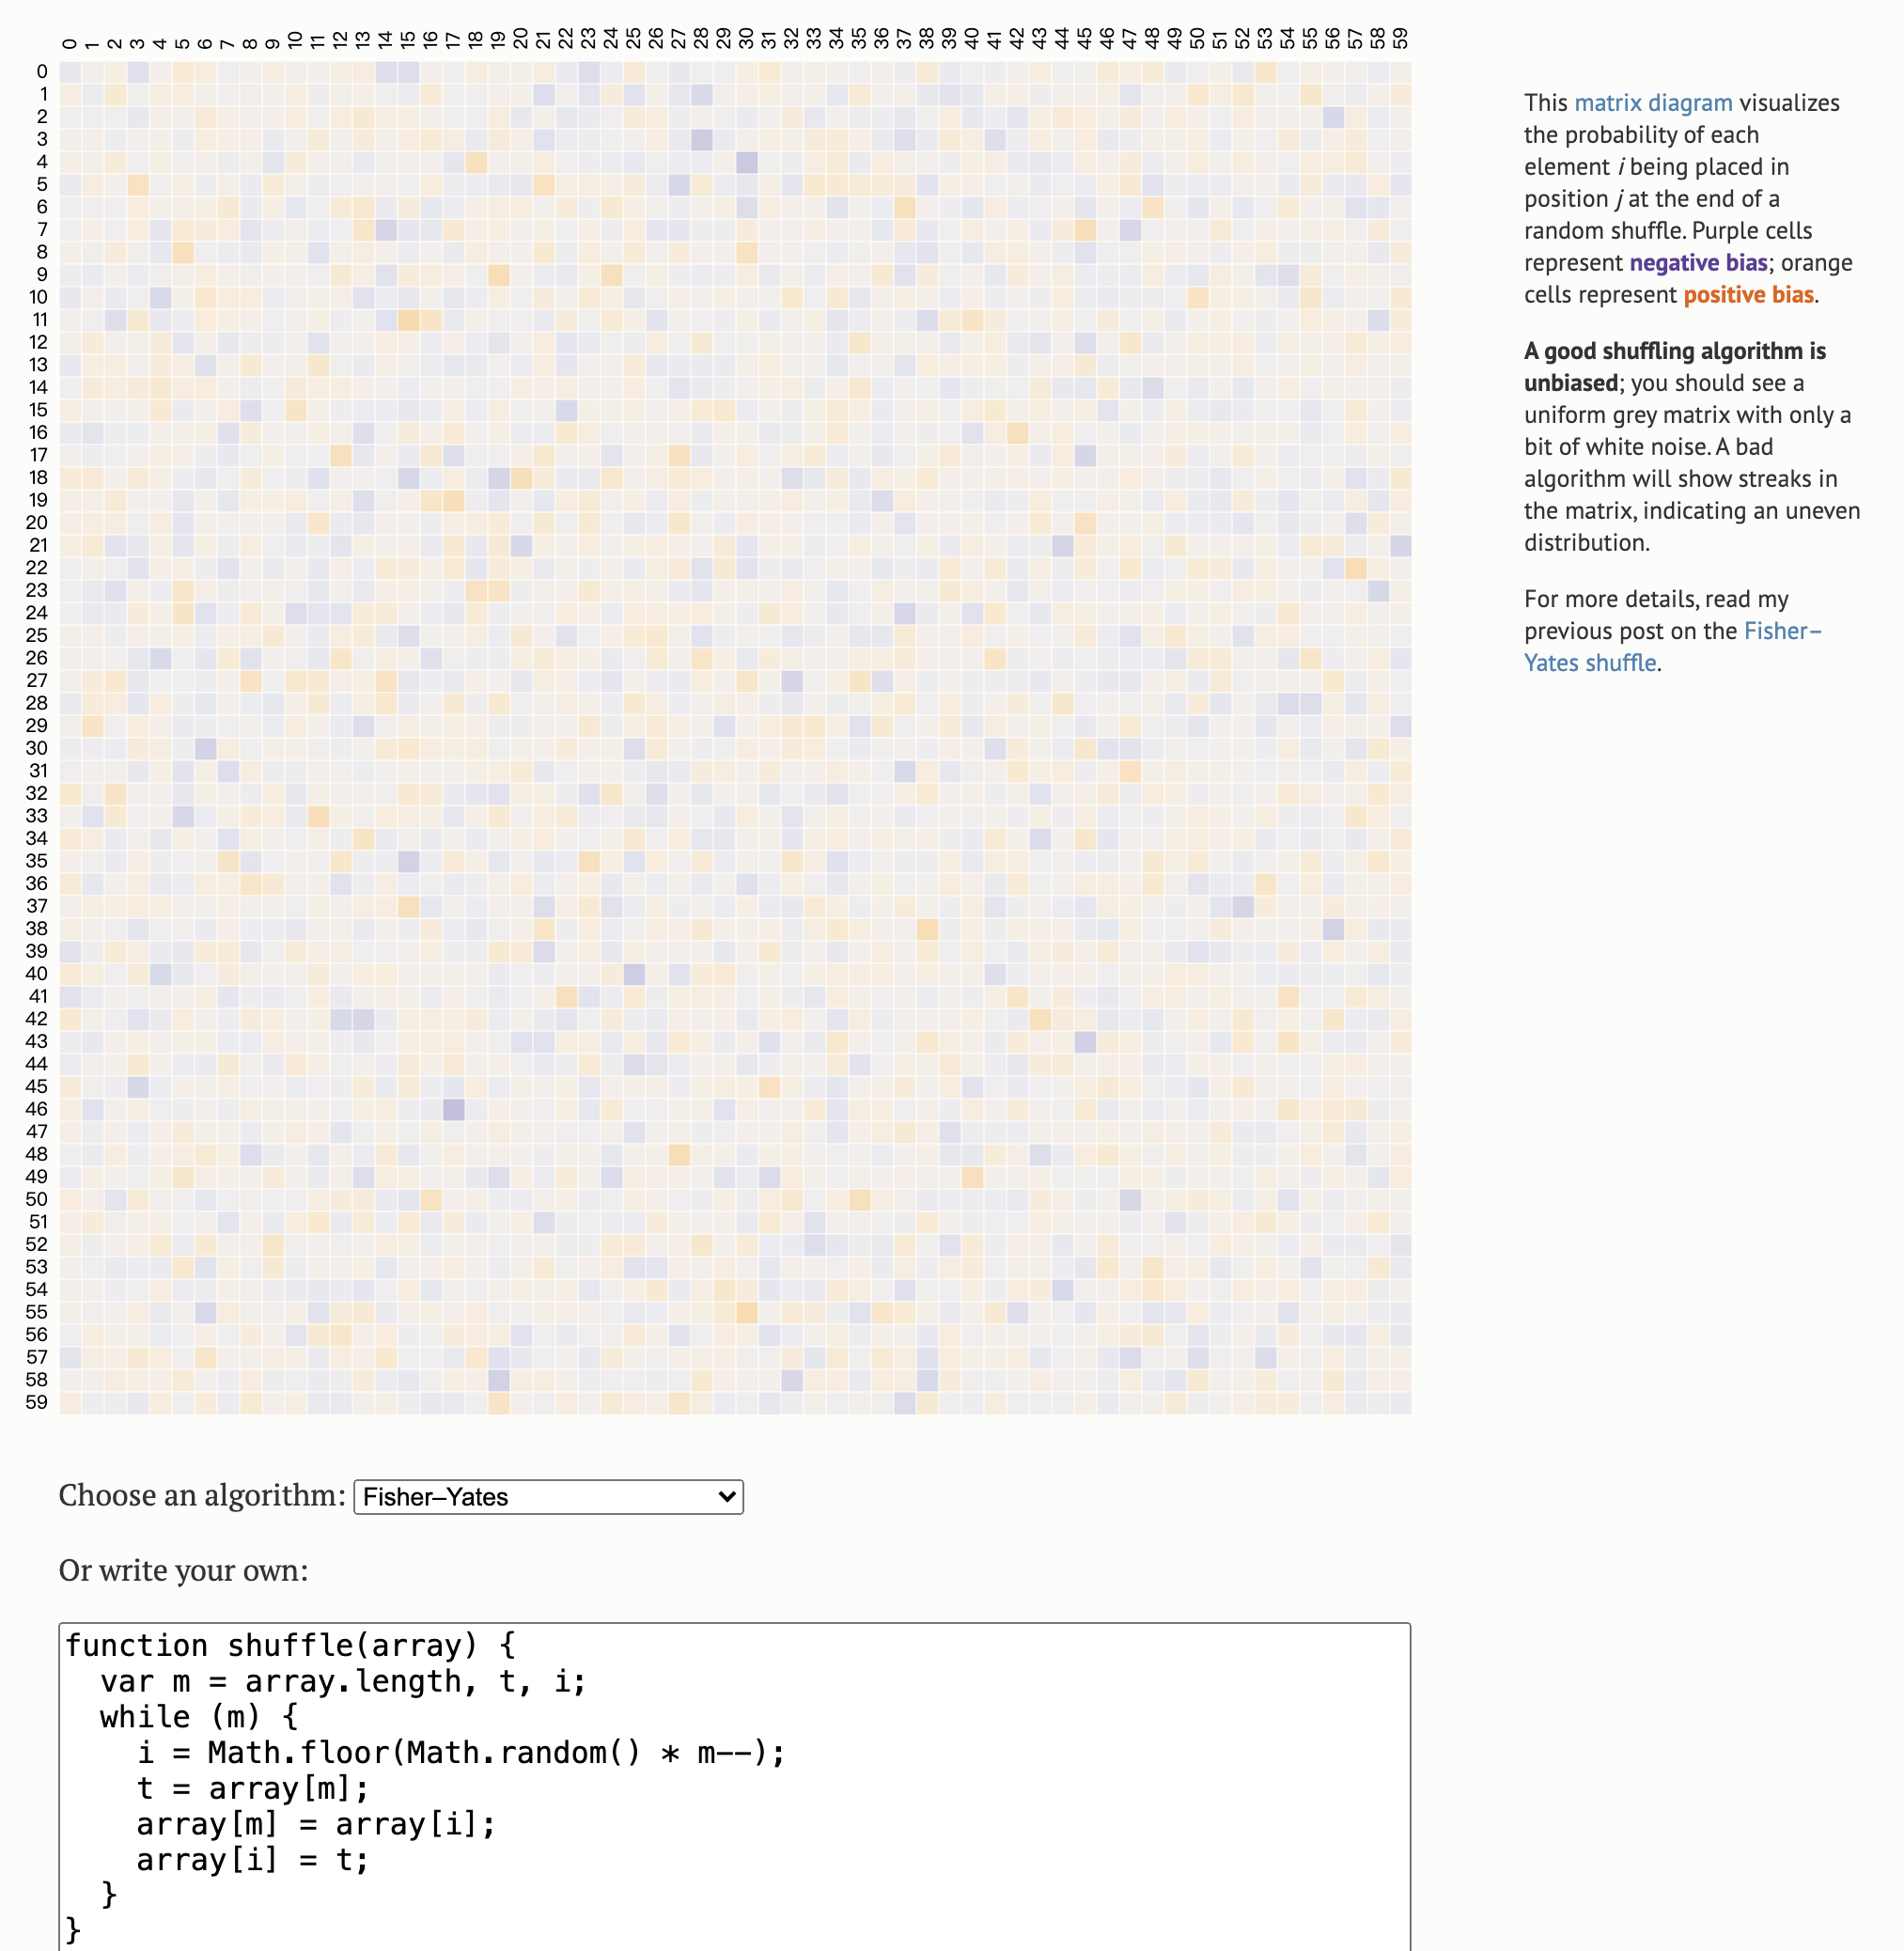 0 1 2 3 4 5 6 7 8 9 10 11 12 13 14 15 16 17 18 19 20 21 22 23 24 25 26 27 28 29 30 31 32 33 34 35 36 37 38 39 40 41 42 43 44 45 46 47 48 49 50 51 52 53 54 55 56 57 58 59
0
1
2
3
4
5
6
7
8
9
10
11
12
13
14
15
16
17
18
19
20
21
22
23
24
25
26
27
28
29
30
31
32
33
34
35
36
37
38
39
40
41
42
43
44
45
46
47
48
49
50
51
52
53
54
55
56
57
58
59
This matrix diagram visualizes
the probability of each
element i being placed in
position j at the end of a
random shuffle. Purple cells
represent negative bias; orange
cells represent positive bias.
A good shuffling algorithm is
unbiased; you should see a
uniform grey matrix with only a
bit of white noise. A bad
algorithm will show streaks in
the matrix, indicating an uneven
distribution.
For more details, read my
previous post on the Fisher–
Yates shuffle.
Choose an algorithm: Fisher–Yates
Or write your own:
function shuffle(array) {
  var m = array.length, t, i;
  while (m) {
    i = Math.floor(Math.random() * m--);
    t = array[m];
    array[m] = array[i];
    array[i] = t;
  }
}